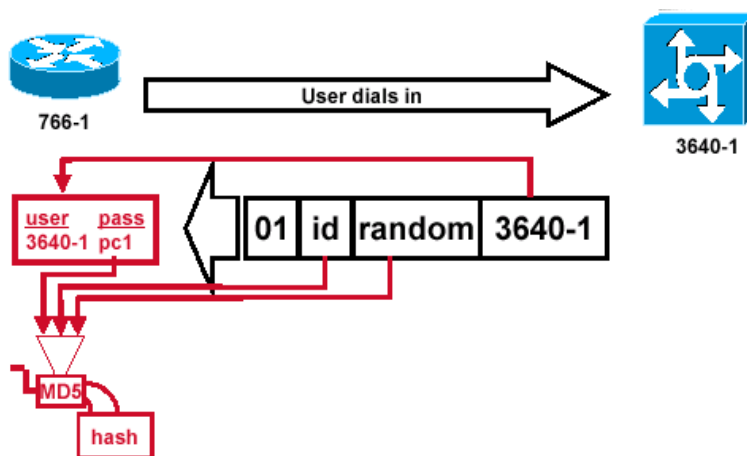 User dials in
766-1
3640-1
user pass
3640-1 pc1
01 id random 3640-1
MD5
hash